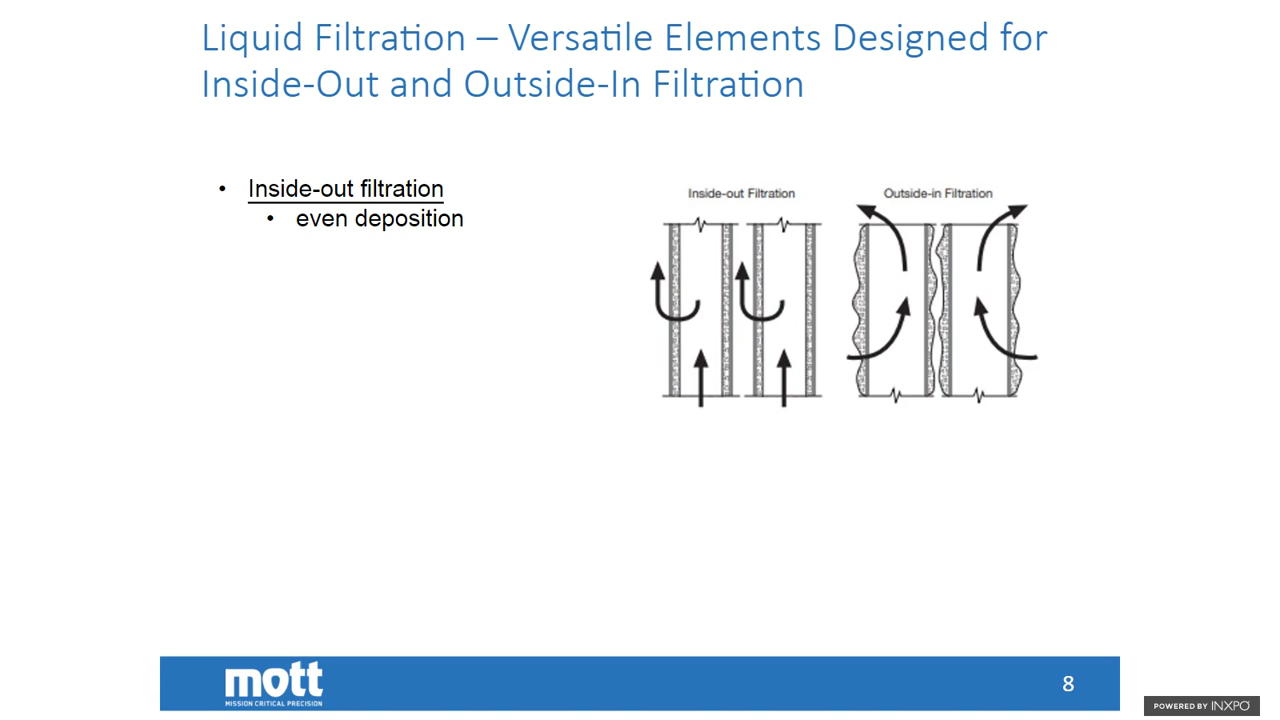 Liquid Filtration – Versatile Elements Designed for
Inside-Out and Outside-In Filtration
• Inside-out filtration
• even deposition
Inside-out Filtration
Outside-in Filtration
mott
MISSION CRITICAL PRECISION
8
POWERED BY INXPO